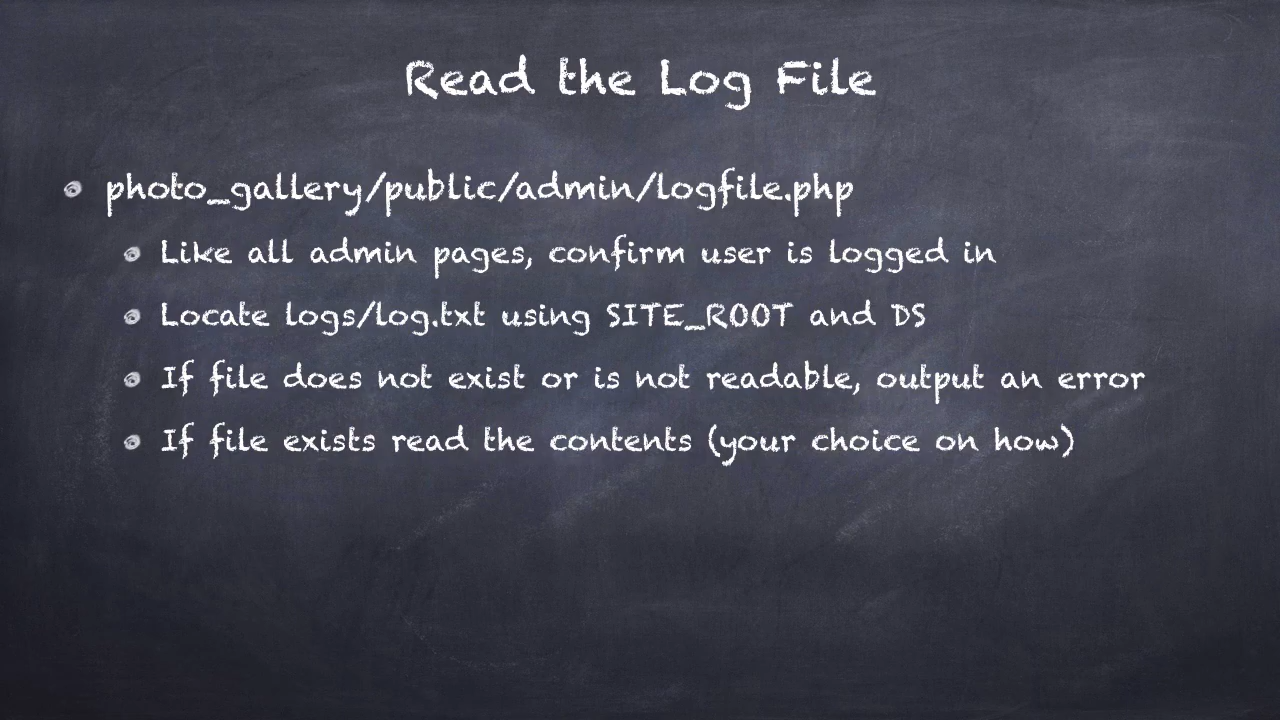 Read the Log File
photo_gallery/public/admin/logfile.php
Like all admin pages, confirm user is logged in
Locate logs/log.txt using SITE_ROOT and DS
If file does not exist or is not readable, output an error
If file exists read the contents (your choice on how)